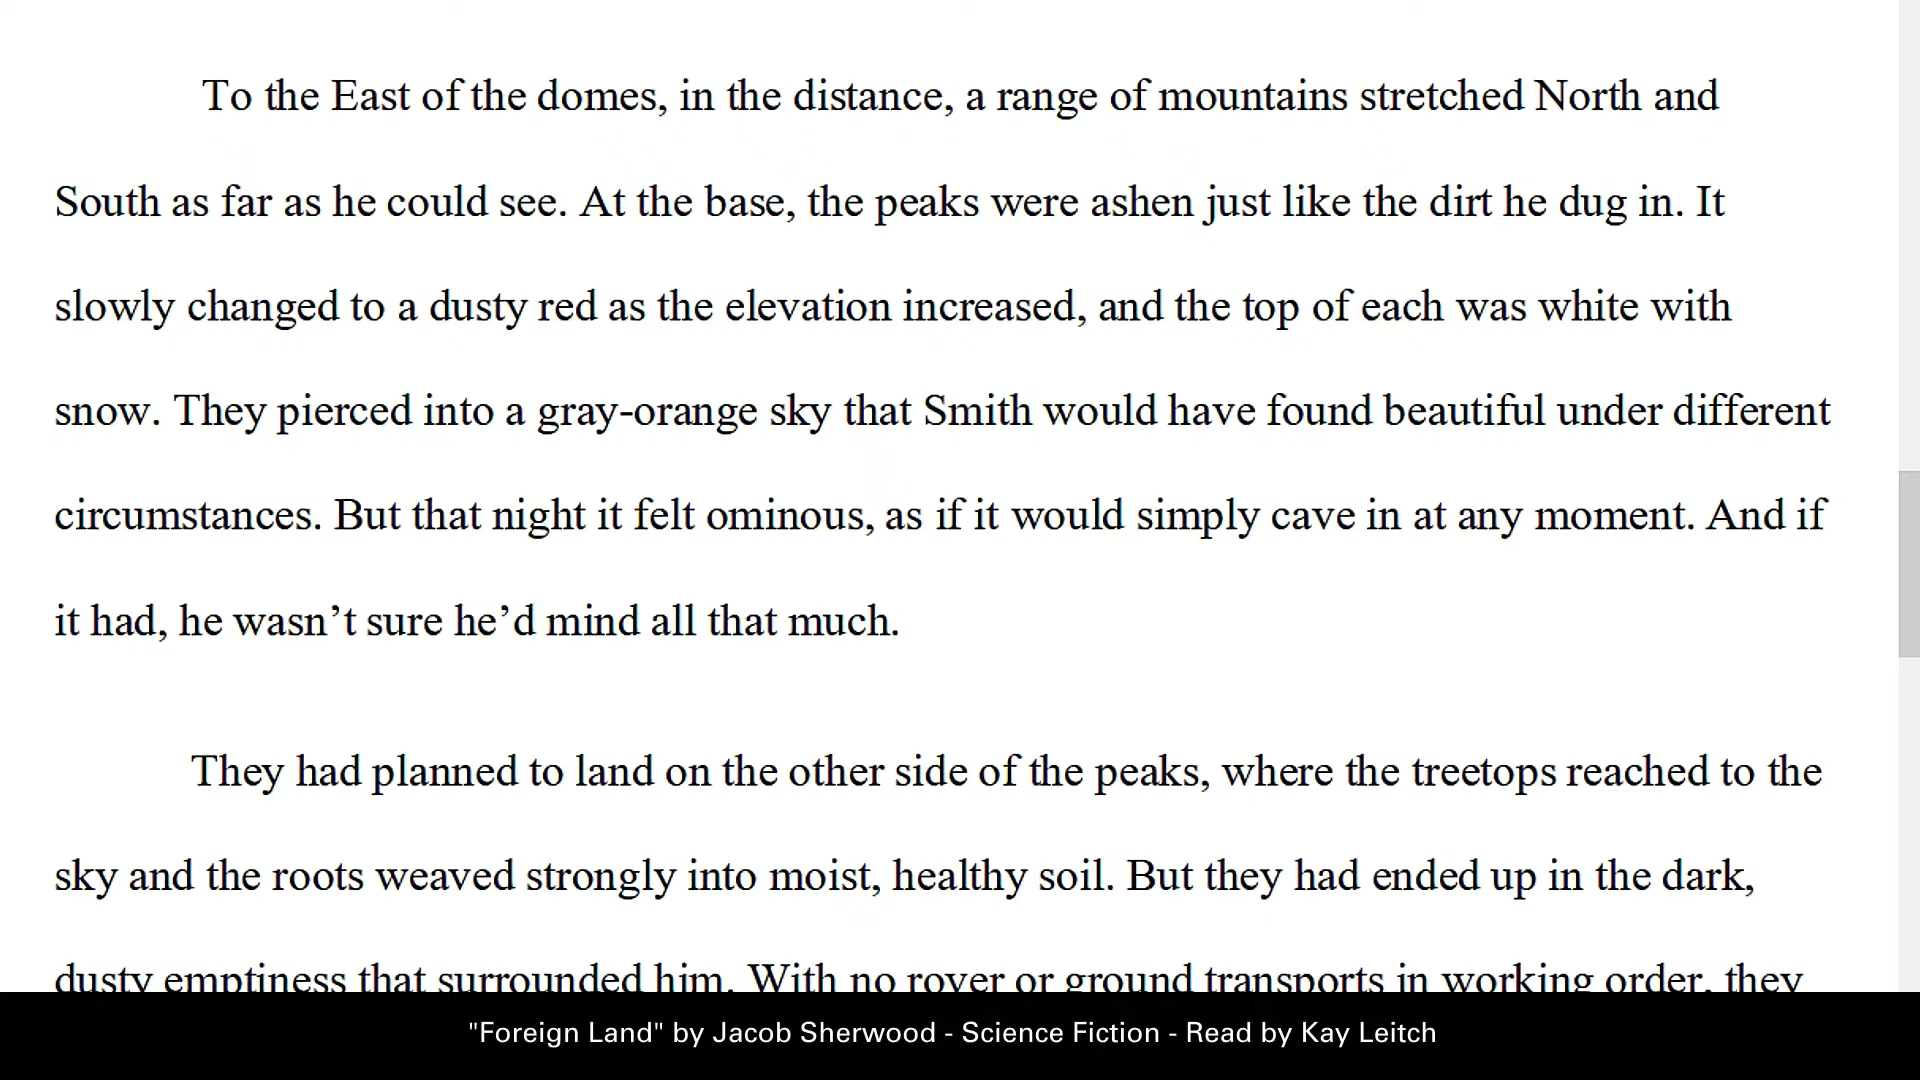 To the East of the domes, in the distance, a range of mountains stretched North and
South as far as he could see. At the base, the peaks were ashen just like the dirt he dug in. It
slowly changed to a dusty red as the elevation increased, and the top of each was white with
snow. They pierced into a gray-orange sky that Smith would have found beautiful under different
circumstances. But that night it felt ominous, as if it would simply cave in at any moment. And if
it had, he wasn’t sure he’d mind all that much.
They had planned to land on the other side of the peaks, where the treetops reached to the
sky and the roots weaved strongly into moist, healthy soil. But they had ended up in the dark,
dusty emptiness that surrounded him. With no rover or ground transports in working order, they
"Foreign Land" by Jacob Sherwood - Science Fiction - Read by Kay Leitch